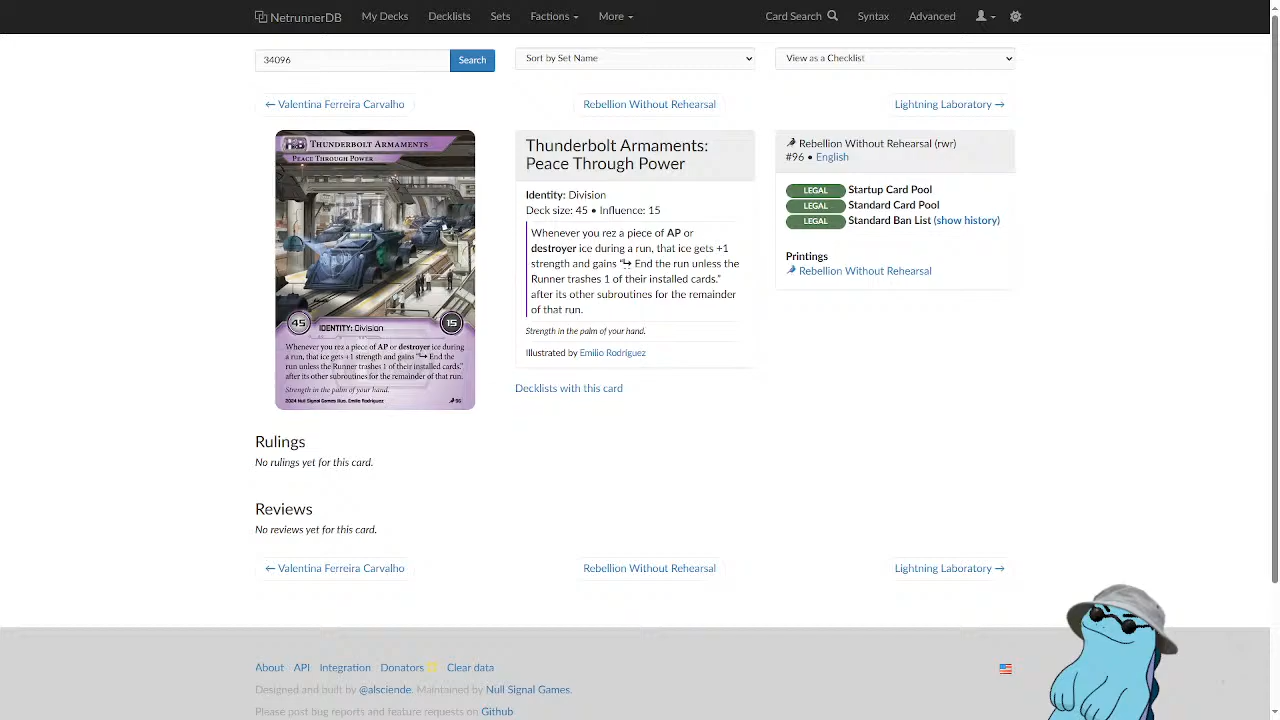 NetrunnerDB My Decks Decklists Sets Factions More Card Search Syntax Advanced
34096 Search Sort by Set Name View as a Checklist
← Valentina Ferreira Carvalho Rebellion Without Rehearsal Lightning Laboratory →
Thunderbolt Armaments
Peace Through Power
45 IDENTITY: Division 15
Whenever you rez a piece of AP or destroyer ice during
a run, that ice gets +1 strength and gains “↳ End the
run unless the Runner trashes 1 of their installed cards.”
after its other subroutines for the remainder of that run.
Strength in the palm of your hand.
2024 Null Signal Games Illus. Emilio Rodríguez 96
Thunderbolt Armaments:
Peace Through Power
Identity: Division
Deck size: 45 • Influence: 15
Whenever you rez a piece of AP or
destroyer ice during a run, that ice gets +1
strength and gains “↳ End the run unless the
Runner trashes 1 of their installed cards.”
after its other subroutines for the remainder
of that run.
Strength in the palm of your hand.
Illustrated by Emilio Rodríguez
Decklists with this card
Rebellion Without Rehearsal (rwr)
#96 • English
LEGAL Startup Card Pool
LEGAL Standard Card Pool
LEGAL Standard Ban List (show history)
Printings
Rebellion Without Rehearsal
Rulings
No rulings yet for this card.
Reviews
No reviews yet for this card.
← Valentina Ferreira Carvalho Rebellion Without Rehearsal Lightning Laboratory →
About API Integration Donators Clear data
Designed and built by @alsciende. Maintained by Null Signal Games.
Please post bug reports and feature requests on Github